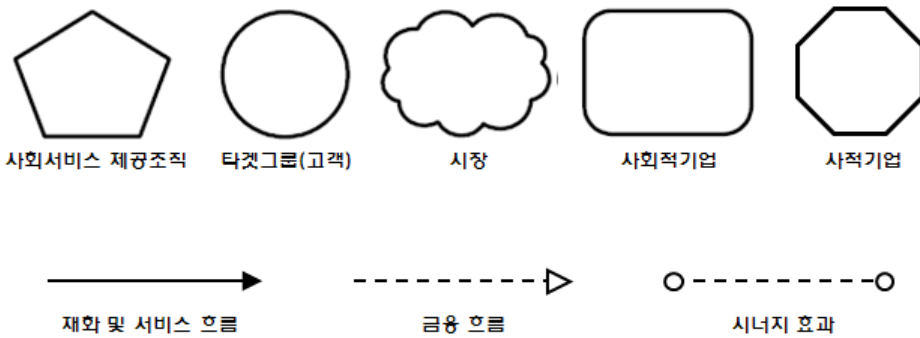 사회서비스 제공조직 타겟그룹(고객) 시장 사회적기업 사적기업
재화 및 서비스 흐름 금융 흐름 시너지 효과